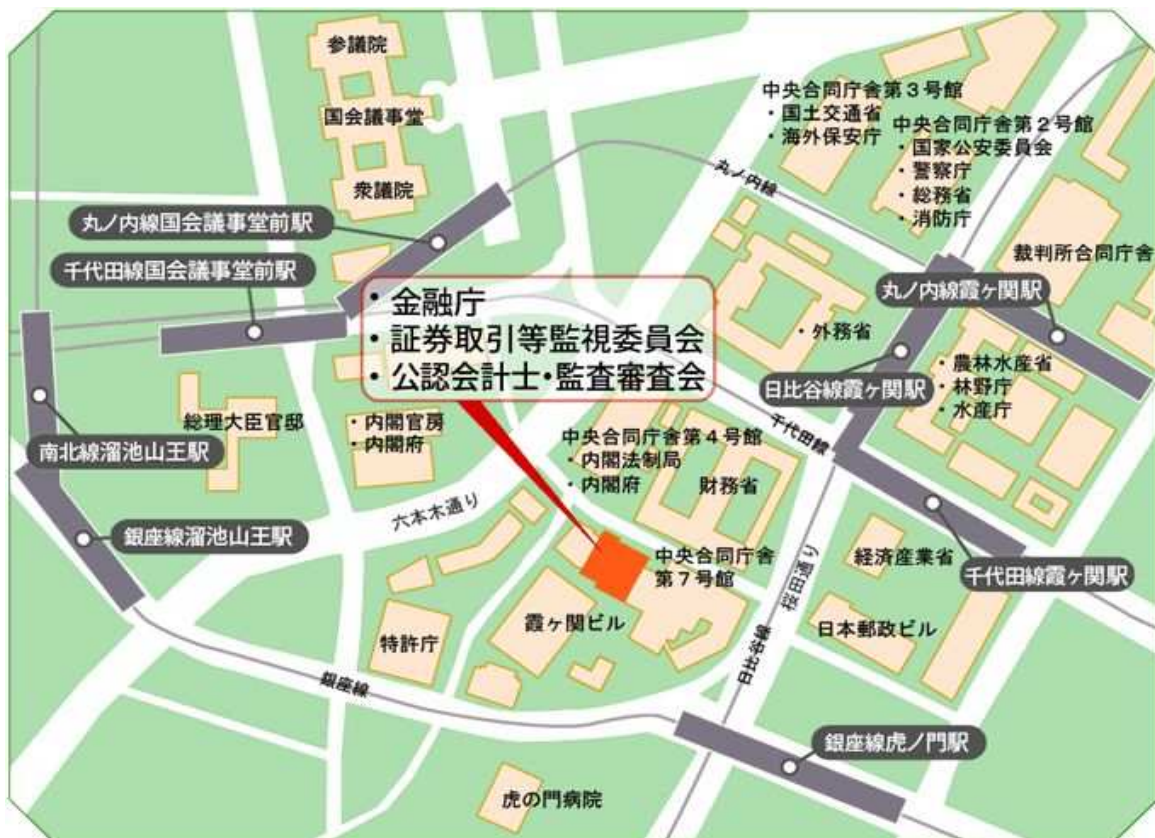 参議院
国会議事堂
衆議院
中央合同庁舎第３号館
・国土交通省
・海外保安庁
中央合同庁舎第２号館
・国家公安委員会
・警察庁
・総務省
・消防庁
丸ノ内線
丸ノ内線国会議事堂前駅
千代田線国会議事堂前駅
裁判所合同庁舎
丸ノ内線霞ヶ関駅
・金融庁
・証券取引等監視委員会
・公認会計士・監査審査会
・外務省
日比谷線霞ヶ関駅
・農林水産省
・林野庁
・水産庁
総理大臣官邸
・内閣官房
・内閣府
南北線溜池山王駅
中央合同庁舎第４号館
・内閣法制局
・内閣府
財務省
千代田線
六本木通り
銀座線溜池山王駅
中央合同庁舎
第７号館
桜田通り
経済産業省
千代田線霞ヶ関駅
特許庁
霞ヶ関ビル
日本郵政ビル
日比谷線
銀座線
銀座線虎ノ門駅
虎の門病院